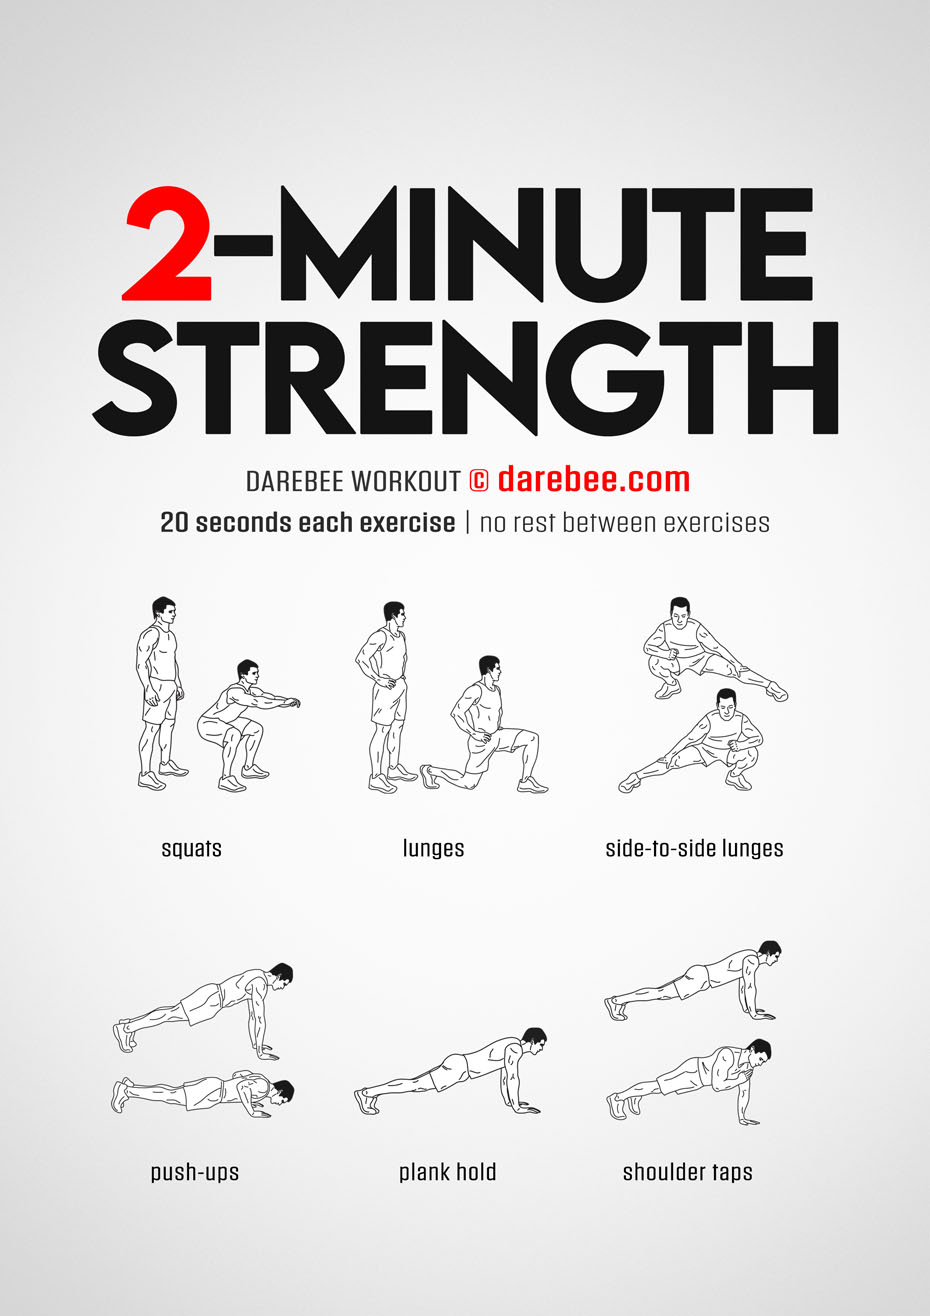 2-MINUTE
STRENGTH
DAREBEE WORKOUT © darebee.com
20 seconds each exercise | no rest between exercises
squats
lunges
side-to-side lunges
push-ups
plank hold
shoulder taps